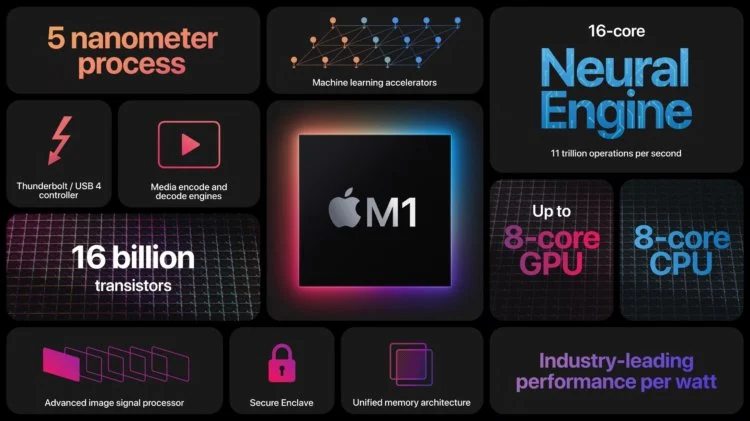 5 nanometer
process
Machine learning accelerators
16-core
Neural
Engine
11 trillion operations per second
Thunderbolt / USB 4
controller
Media encode and
decode engines
M1
16 billion
transistors
Up to
8-core
GPU
8-core
CPU
Advanced image signal processor
Secure Enclave
Unified memory architecture
Industry-leading
performance per watt